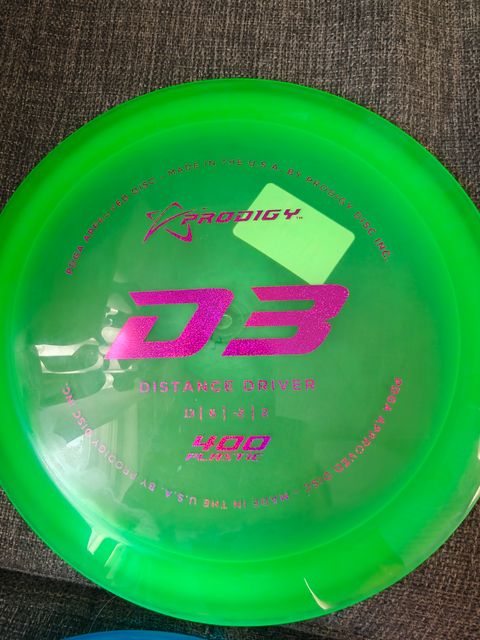 PDGA APPROVED DISC - MADE IN THE U.S.A. BY PRODIGY DISC INC.
PRODIGY™
D3
DISTANCE DRIVER
400
PLASTIC
PDGA APPROVED DISC - MADE IN THE U.S.A. BY PRODIGY DISC INC.